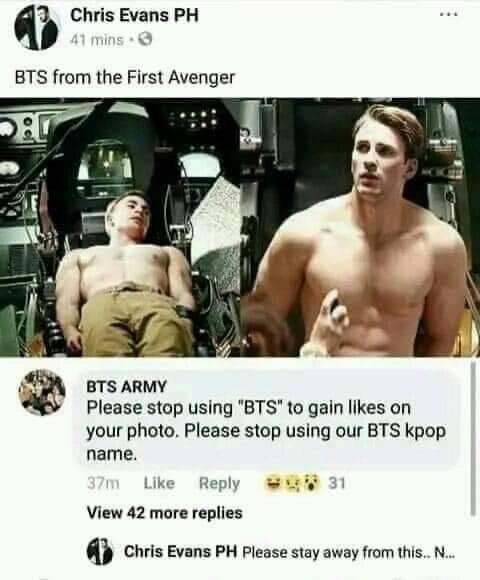 Chris Evans PH
41 mins
BTS from the First Avenger
BTS ARMY
Please stop using "BTS" to gain likes on
your photo. Please stop using our BTS kpop
name.
37m Like Reply 31
View 42 more replies
Chris Evans PH Please stay away from this.. N...